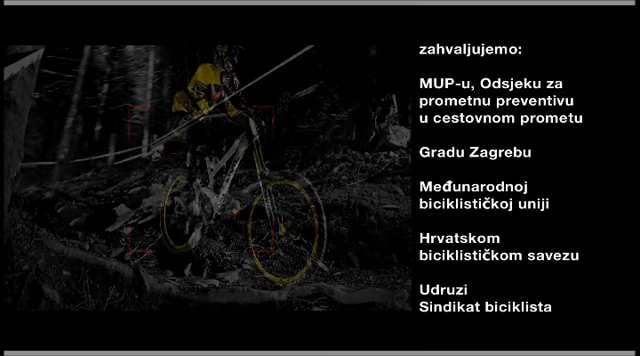 zahvaljujemo:
MUP-u, Odsjeku za
prometnu preventivu
u cestovnom prometu
Gradu Zagrebu
Međunarodnoj
biciklističkoj uniji
Hrvatskom
biciklističkom savezu
Udruzi
Sindikat biciklista